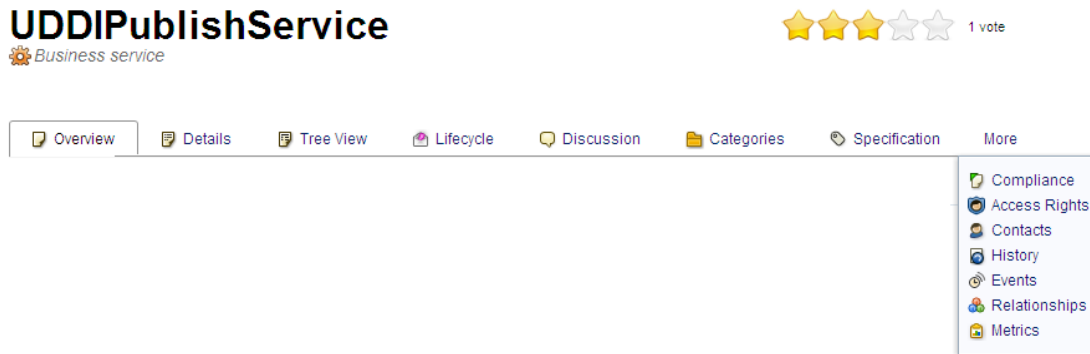 UDDIPublishService
1 vote
Business service
Overview Details Tree View Lifecycle Discussion Categories Specification More
Compliance
Access Rights
Contacts
History
Events
Relationships
Metrics